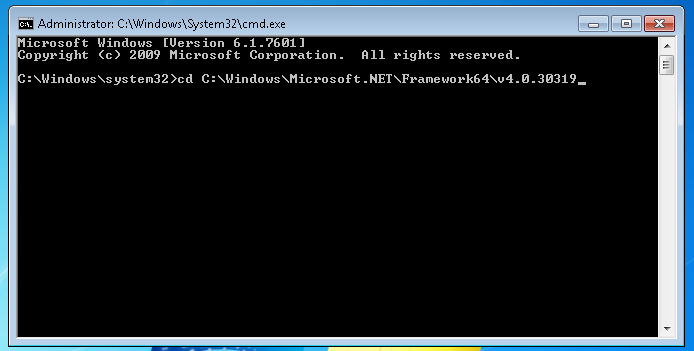 Administrator: C:\Windows\System32\cmd.exe
Microsoft Windows [Version 6.1.7601]
Copyright (c) 2009 Microsoft Corporation.  All rights reserved.
C:\Windows\system32>cd C:\Windows\Microsoft.NET\Framework64\v4.0.30319_